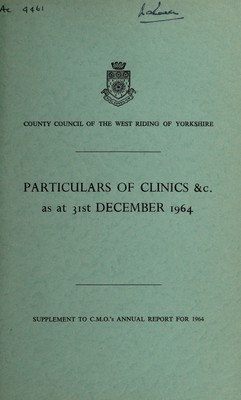 Ac 4461
COUNTY COUNCIL OF THE WEST RIDING OF YORKSHIRE
PARTICULARS OF CLINICS &c.
as at 31st DECEMBER 1964
SUPPLEMENT TO C.M.O.'s ANNUAL REPORT FOR 1964